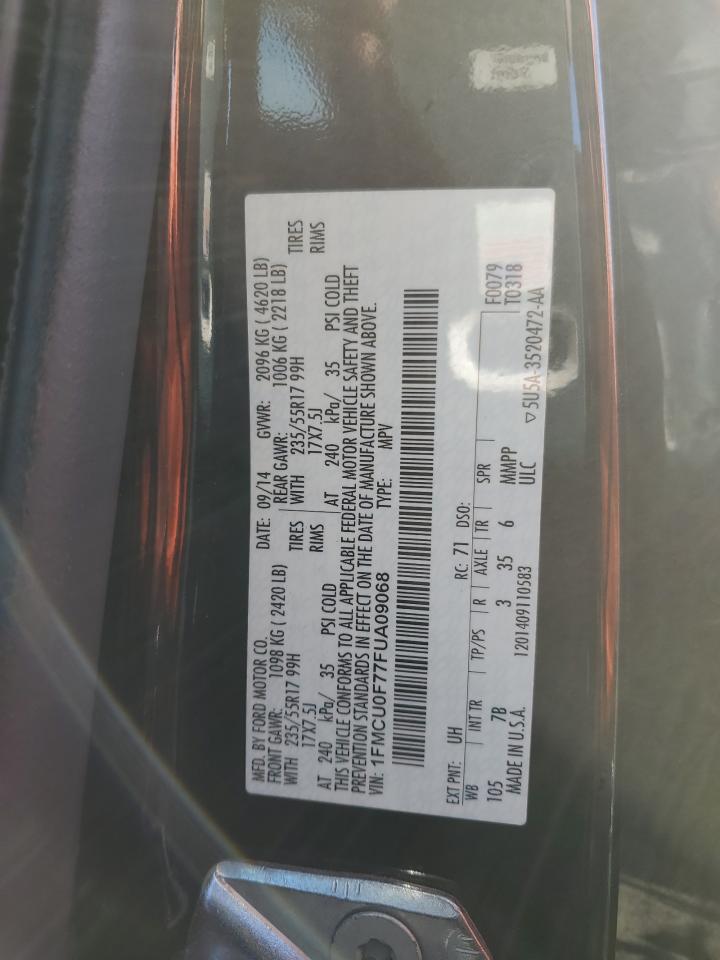 MFD. BY FORD MOTOR CO.
DATE: 09/14 GVWR: 2096 KG ( 4620 LB)
FRONT GAWR: 1098 KG ( 2420 LB) REAR GAWR: 1006 KG ( 2218 LB)
WITH 235/55R17 99H TIRES WITH 235/55R17 99H TIRES
17X7.5J RIMS 17X7.5J RIMS
AT 240 kPa/ 35 PSI COLD AT 240 kPa/ 35 PSI COLD
THIS VEHICLE CONFORMS TO ALL APPLICABLE FEDERAL MOTOR VEHICLE SAFETY AND THEFT
PREVENTION STANDARDS IN EFFECT ON THE DATE OF MANUFACTURE SHOWN ABOVE.
VIN: 1FMCU0F77FUA09068 TYPE: MPV
EXT PNT: UH RC: 71 DSO:
WB INT TR TP/PS R AXLE TR SPR F0079
105 7B 3 35 6 MMPP T0318
MADE IN U.S.A. 1201409110583 ULC
▽5U5A-3520472-AA